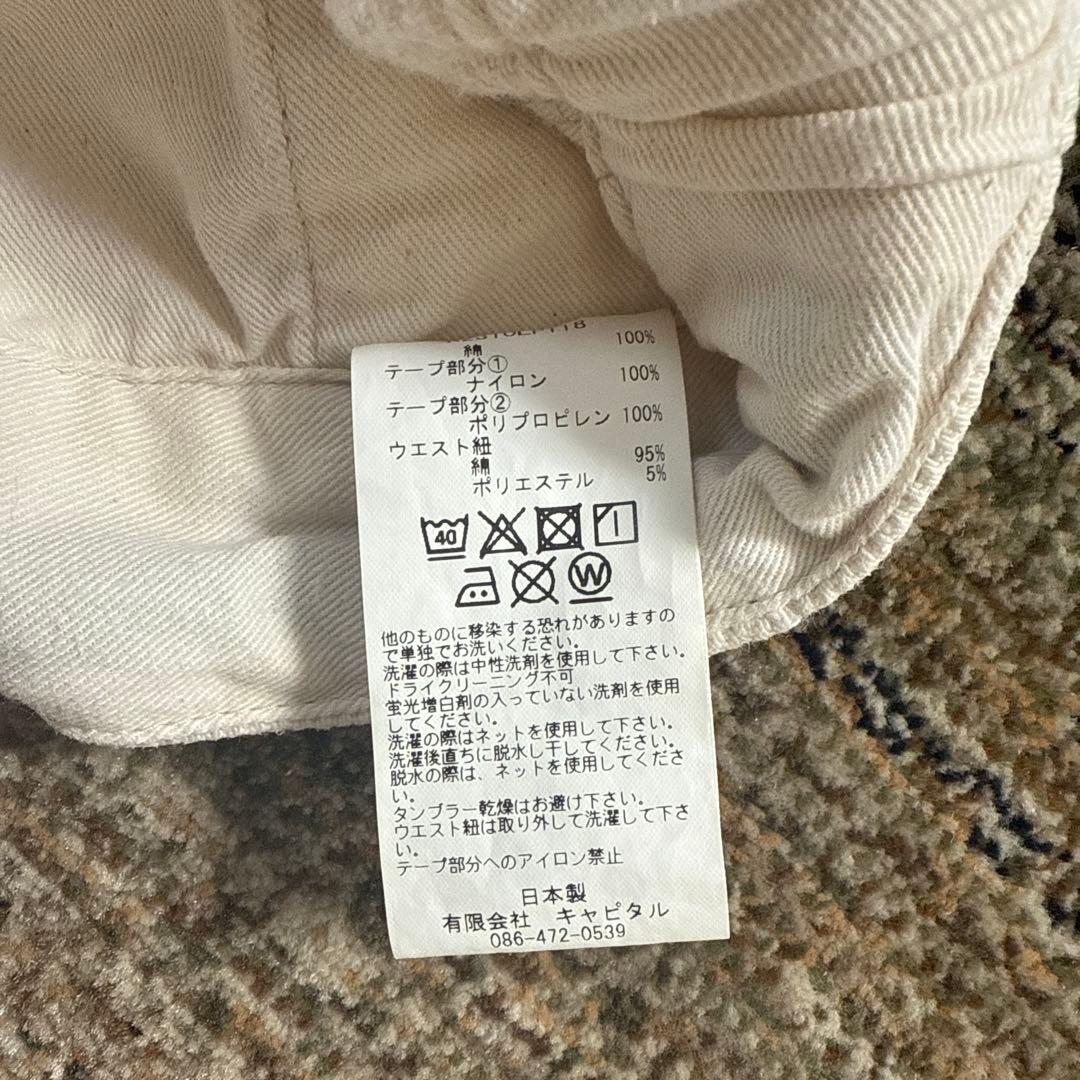 綿 100%
テープ部分①
ナイロン 100%
テープ部分②
ポリプロピレン 100%
ウエスト紐
綿 95%
ポリエステル 5%
40
W
他のものに移染する恐れがありますの
で単独でお洗いください。
洗濯の際は中性洗剤を使用して下さい。
ドライクリーニング不可
蛍光増白剤の入っていない洗剤を使用
してください。
洗濯の際はネットを使用して下さい。
洗濯後直ちに脱水し干してください。
脱水の際は、ネットを使用してくださ
い。
タンブラー乾燥はお避け下さい。
ウエスト紐は取り外して洗濯して下さ
い。
テープ部分へのアイロン禁止
日本製
有限会社 キャピタル
086-472-0539